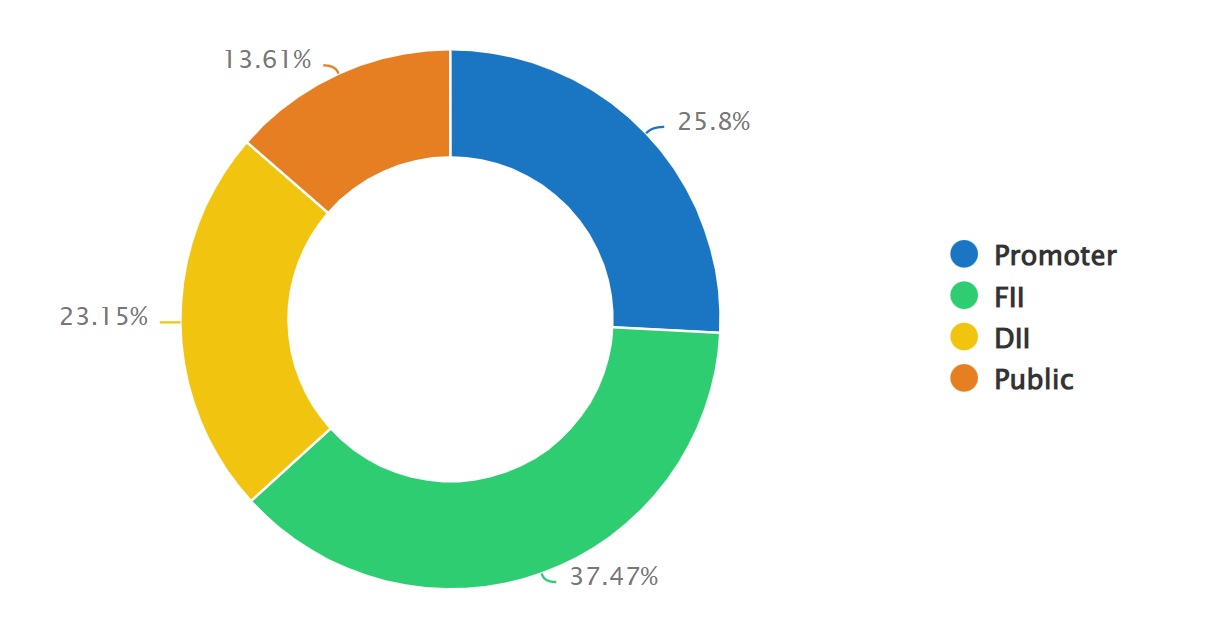 13.61%
25.8%
23.15%
37.47%
Promoter
FII
DII
Public